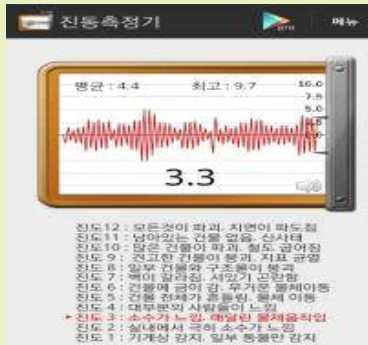 진동측정기
pro
메뉴
평균 : 4.4 최고 : 9.7
10.0
7.5
5.0
3.3
진도12 : 모든것이 파괴. 지면이 파도침
진도11 : 남아있는 건물 없음. 산사태
진도10 : 많은 건물이 파괴. 철도 굽어짐
진도 9 : 견고한 건물이 붕괴. 지표 균열
진도 8 : 일부 건물와 구조물이 붕괴
진도 7 : 벽이 갈라짐. 서있기 곤란함
진도 6 : 건물에 금이 감. 무거운 물체이동
진도 5 : 건물 전체가 흔들림. 물체 이동
진도 4 : 대부분의 사람들이 느낌
▸진도 3 : 소수가 느낌. 매달린 물체움직임
진도 2 : 실내에서 극히 소수가 느낌
진도 1 : 기계상 감지. 일부 동물만 감지